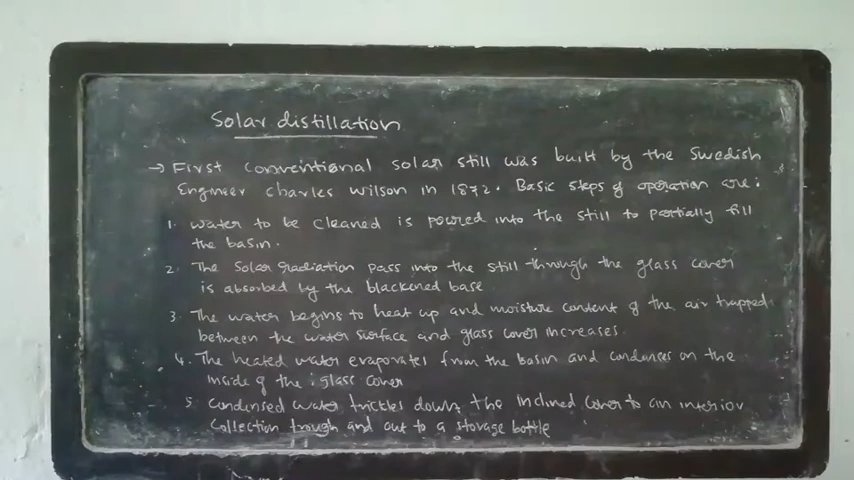 Solar distillation
→ First conventional solar still was built by the Swedish
Engineer charles wilson in 1872. Basic steps of operation are:
1. water to be cleaned is poured into the still to partially fill
the basin.
2. The Solar radiation pass into the still through the glass cover
is absorbed by the blackened base
3. The water begins to heat up and moisture content of the air trapped
between the water surface and glass cover increases.
4. The heated water evaporates from the basin and condenses on the
inside of the glass cover
5. condensed water trickles down the inclined cover to an interior
collection trough and out to a storage bottle